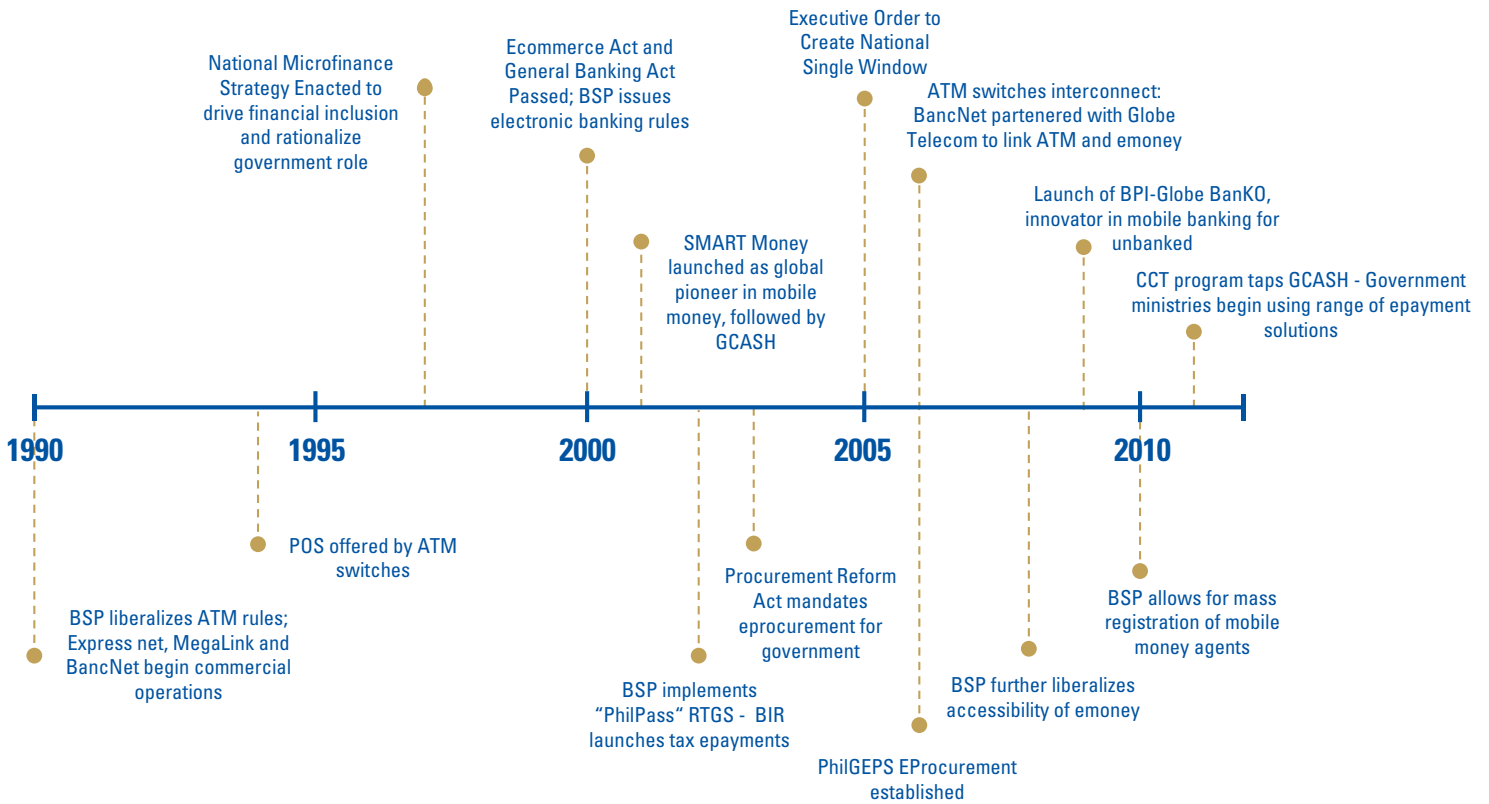 National Microfinance
Strategy Enacted to
drive financial inclusion
and rationalize
government role
Ecommerce Act and
General Banking Act
Passed; BSP issues
electronic banking rules
SMART Money
launched as global
pioneer in mobile
money, followed by
GCASH
Executive Order to
Create National
Single Window
ATM switches interconnect:
BancNet partnered with Globe
Telecom to link ATM and emoney
Launch of BPI-Globe BanKO,
innovator in mobile banking for
unbanked
CCT program taps GCASH - Government
ministries begin using range of epayment
solutions
1990
1995
2000
2005
2010
BSP liberalizes ATM rules;
Express net, MegaLink and
BancNet begin commercial
operations
POS offered by ATM
switches
BSP implements
“PhilPass“ RTGS - BIR
launches tax epayments
Procurement Reform
Act mandates
eprocurement for
government
PhilGEPS EProcurement
established
BSP further liberalizes
accessibility of emoney
BSP allows for mass
registration of mobile
money agents